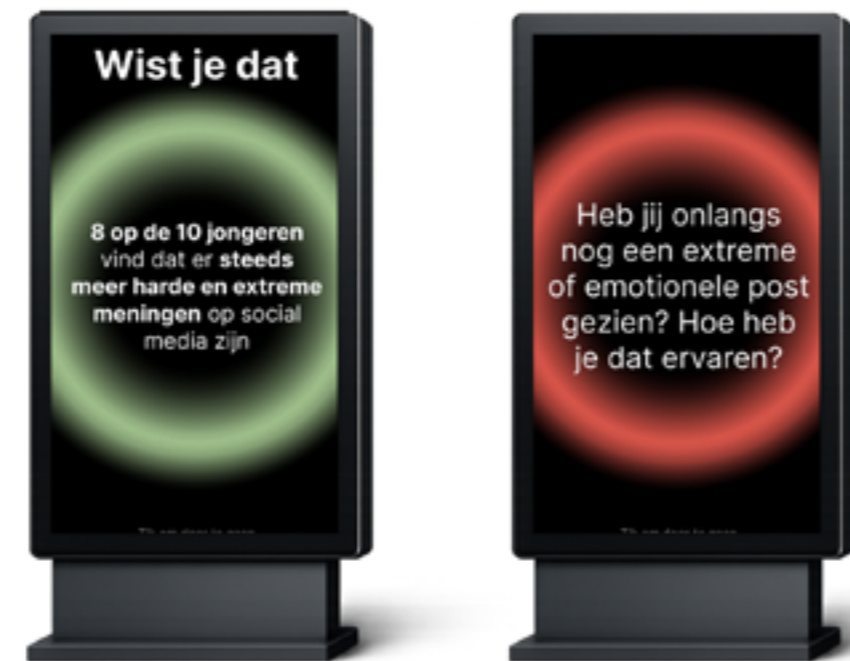 Wist je dat
8 op de 10 jongeren
vind dat er steeds
meer harde en extreme
meningen op social
media zijn
Heb jij onlangs
nog een extreme
of emotionele post
gezien? Hoe heb
je dat ervaren?